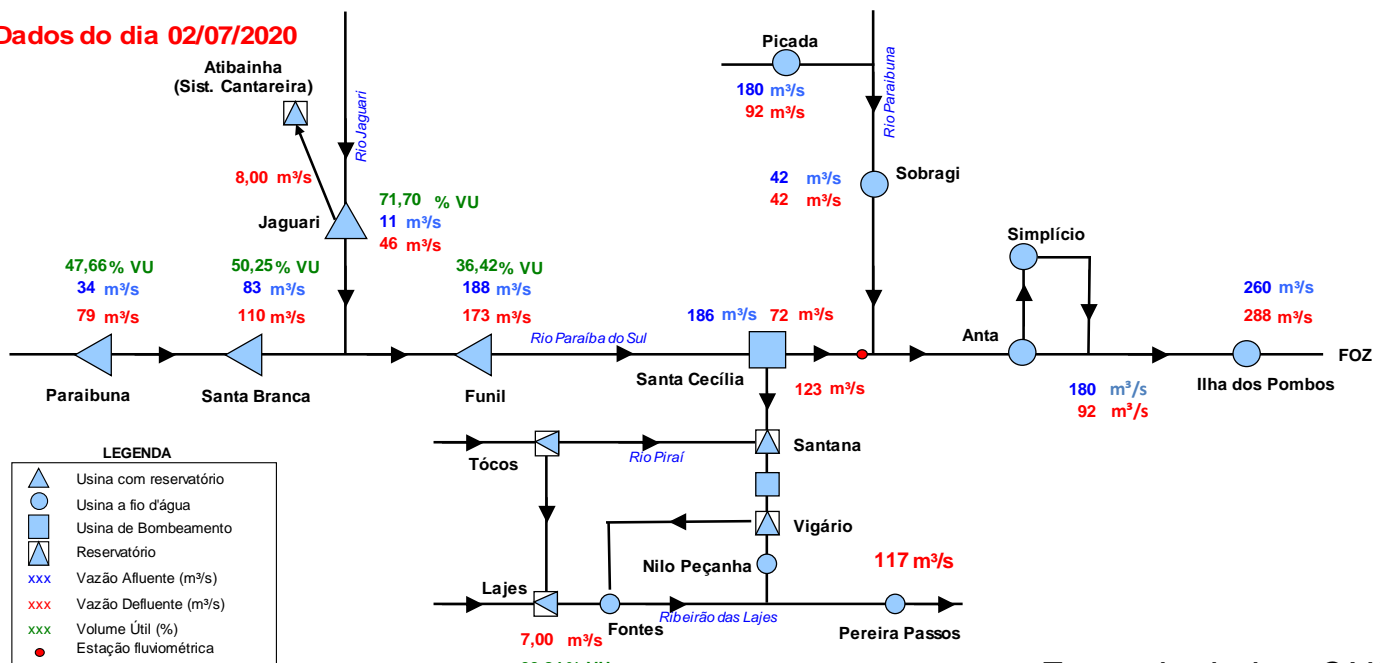 Dados do dia 02/07/2020
Atibainha
(Sist. Cantareira)
Rio Jaguari
8,00 m³/s
Jaguari
71,70 % VU
11 m³/s
46 m³/s
Picada
180 m³/s
92 m³/s
Rio Paraibuna
42 m³/s
42 m³/s
Sobragi
Simplício
47,66% VU
34 m³/s
79 m³/s
50,25% VU
83 m³/s
110 m³/s
36,42% VU
188 m³/s
173 m³/s
186 m³/s 72 m³/s
260 m³/s
288 m³/s
Rio Paraíba do Sul
Anta
FOZ
Paraibuna
Santa Branca
Funil
Santa Cecília
123 m³/s
180 m³/s
92 m³/s
Ilha dos Pombos
Tócos
Rio Piraí
Santana
Vigário
Nilo Peçanha
117 m³/s
Lajes
7,00 m³/s
Fontes
Ribeirão das Lajes
Pereira Passos
LEGENDA
Usina com reservatório
Usina a fio d'água
Usina de Bombeamento
Reservatório
xxx Vazão Afluente (m³/s)
xxx Vazão Defluente (m³/s)
xxx Volume Útil (%)
Estação fluviométrica